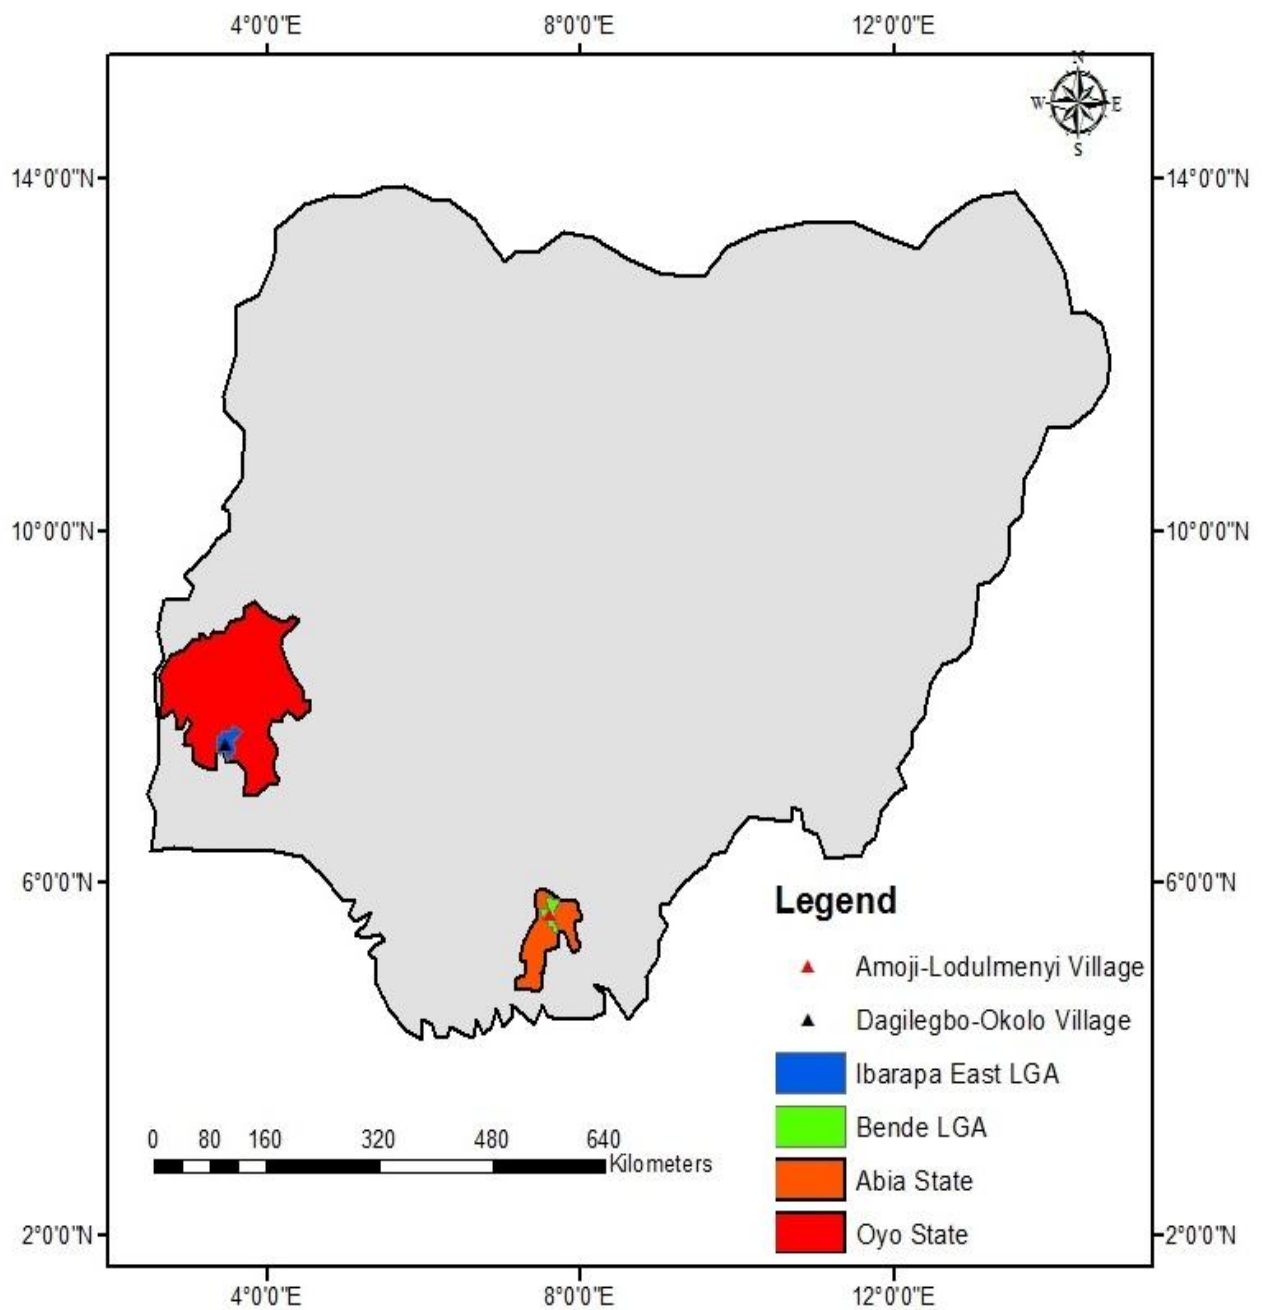 4°0'0"E 8°0'0"E 12°0'0"E
N
W E
S
14°0'0"N 14°0'0"N
10°0'0"N 10°0'0"N
6°0'0"N 6°0'0"N
Legend
Amoji-Lodulmenyi Village
Dagilegbo-Okolo Village
Ibarapa East LGA
Bende LGA
Abia State
Oyo State
0 80 160 320 480 640
Kilometers
2°0'0"N 2°0'0"N
4°0'0"E 8°0'0"E 12°0'0"E